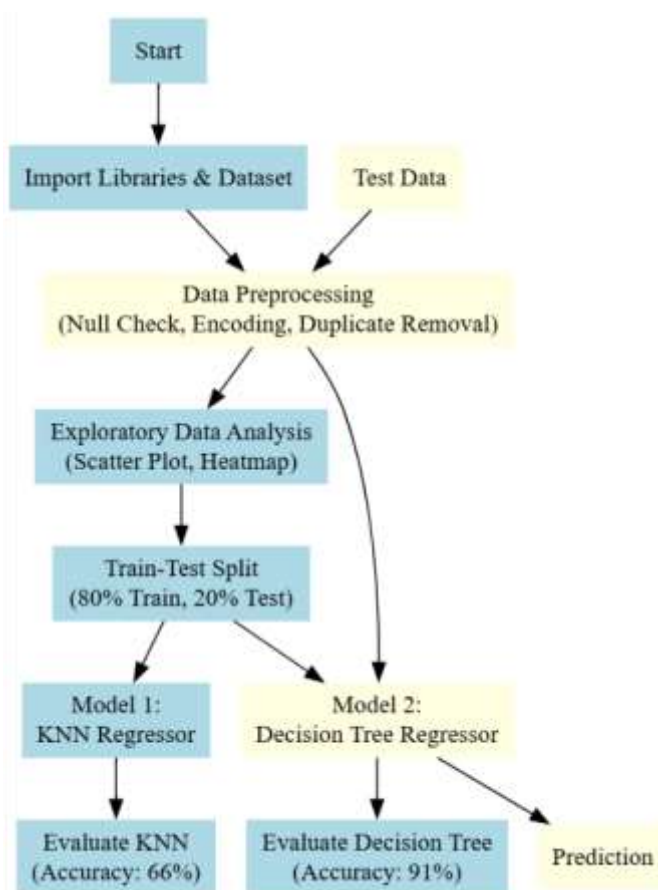 Start
Import Libraries & Dataset
Test Data
Data Preprocessing
(Null Check, Encoding, Duplicate Removal)
Exploratory Data Analysis
(Scatter Plot, Heatmap)
Train-Test Split
(80% Train, 20% Test)
Model 1:
KNN Regressor
Model 2:
Decision Tree Regressor
Evaluate KNN
(Accuracy: 66%)
Evaluate Decision Tree
(Accuracy: 91%)
Prediction